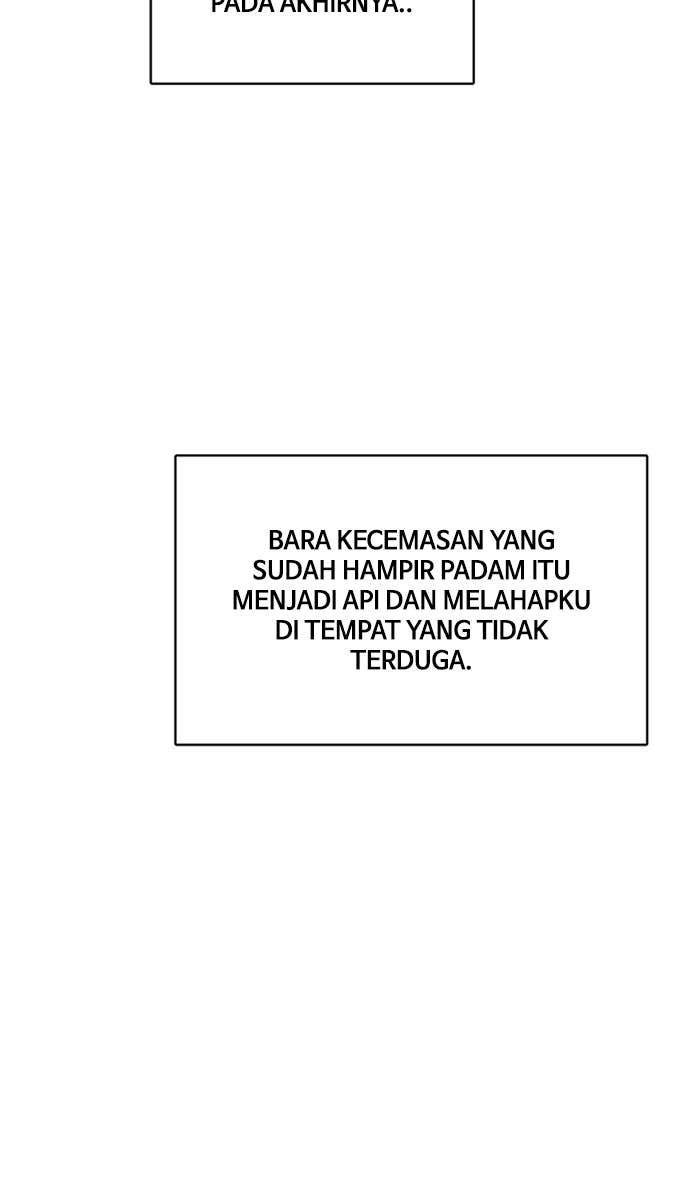 PADA AKHIRNYA..
BARA KECEMASAN YANG
SUDAH HAMPIR PADAM ITU
MENJADI API DAN MELAHAPKU
DI TEMPAT YANG TIDAK
TERDUGA.